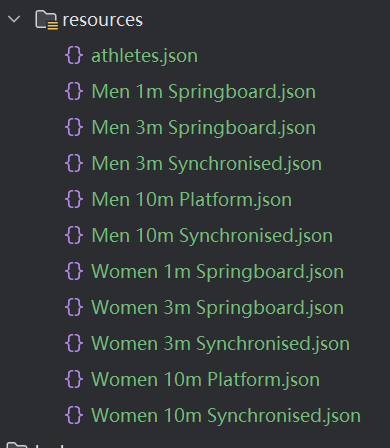 resources
{} athletes.json
{} Men 1m Springboard.json
{} Men 3m Springboard.json
{} Men 3m Synchronised.json
{} Men 10m Platform.json
{} Men 10m Synchronised.json
{} Women 1m Springboard.json
{} Women 3m Springboard.json
{} Women 3m Synchronised.json
{} Women 10m Platform.json
{} Women 10m Synchronised.json